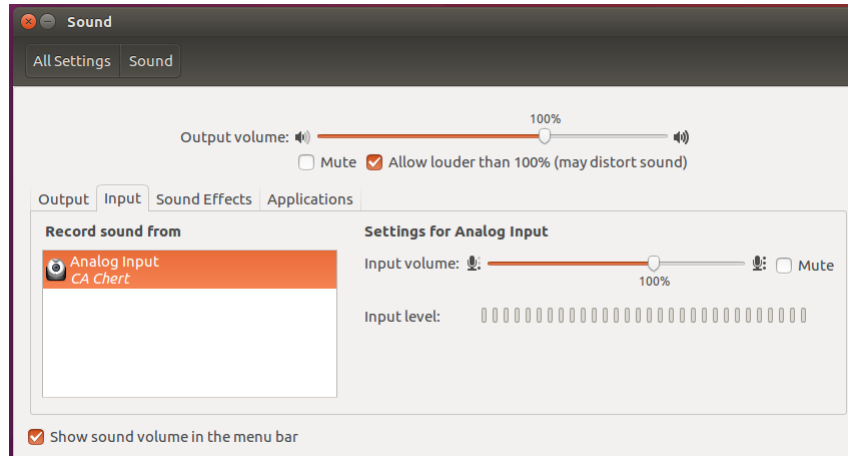 Sound
All Settings Sound
100%
Output volume:
Mute Allow louder than 100% (may distort sound)
Output Input Sound Effects Applications
Record sound from
Analog Input
CA Chert
Settings for Analog Input
Input volume: Mute
100%
Input level:
Show sound volume in the menu bar